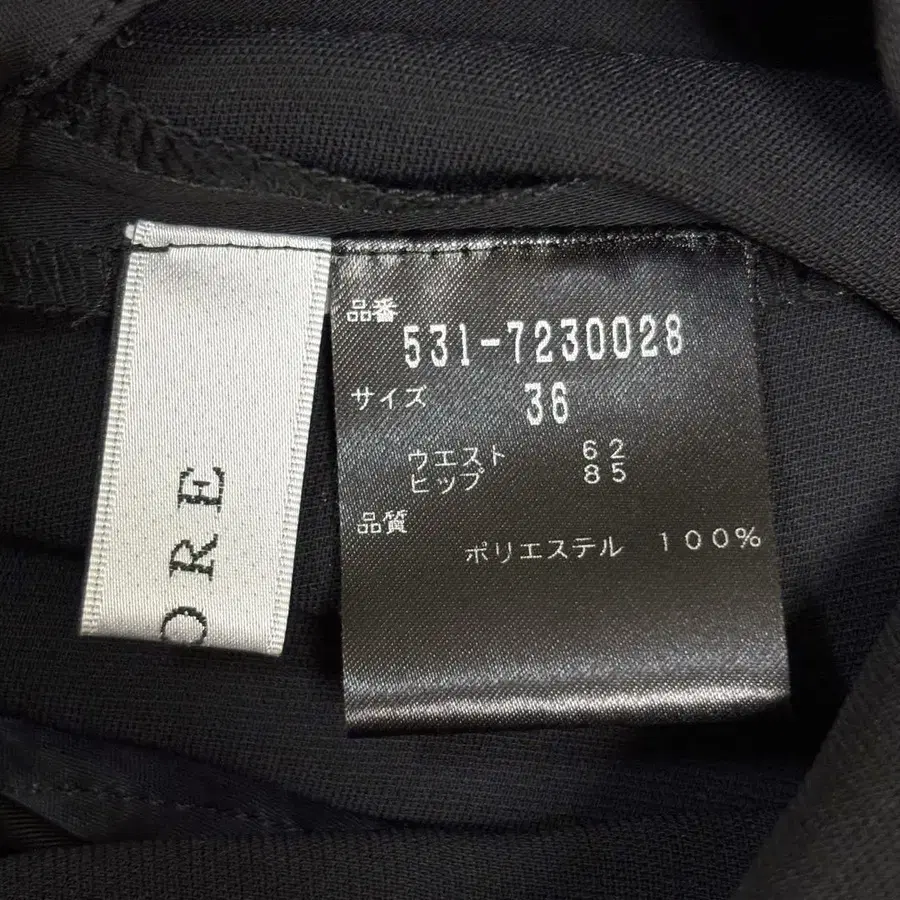 ORE
品番
531-7230028
サイズ 36
ウエスト 62
ヒップ 85
品質
ポリエステル 100%